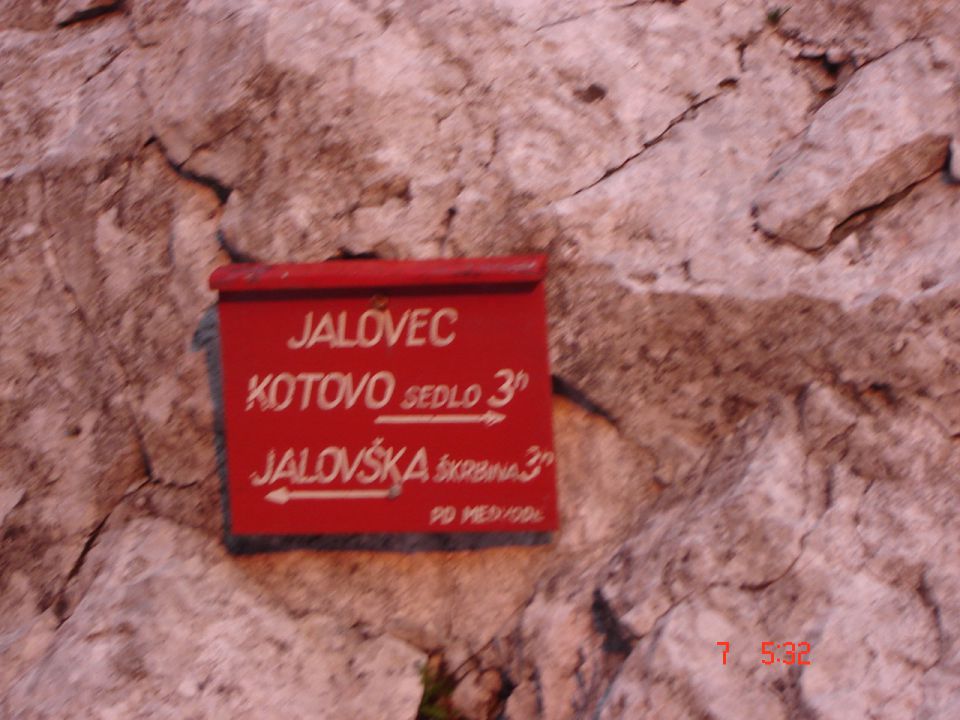 JALOVEC
KOTOVO SEDLO 3h
JALOVŠKA ŠKRBINA 3h
PD MEDVODE
7 5:32